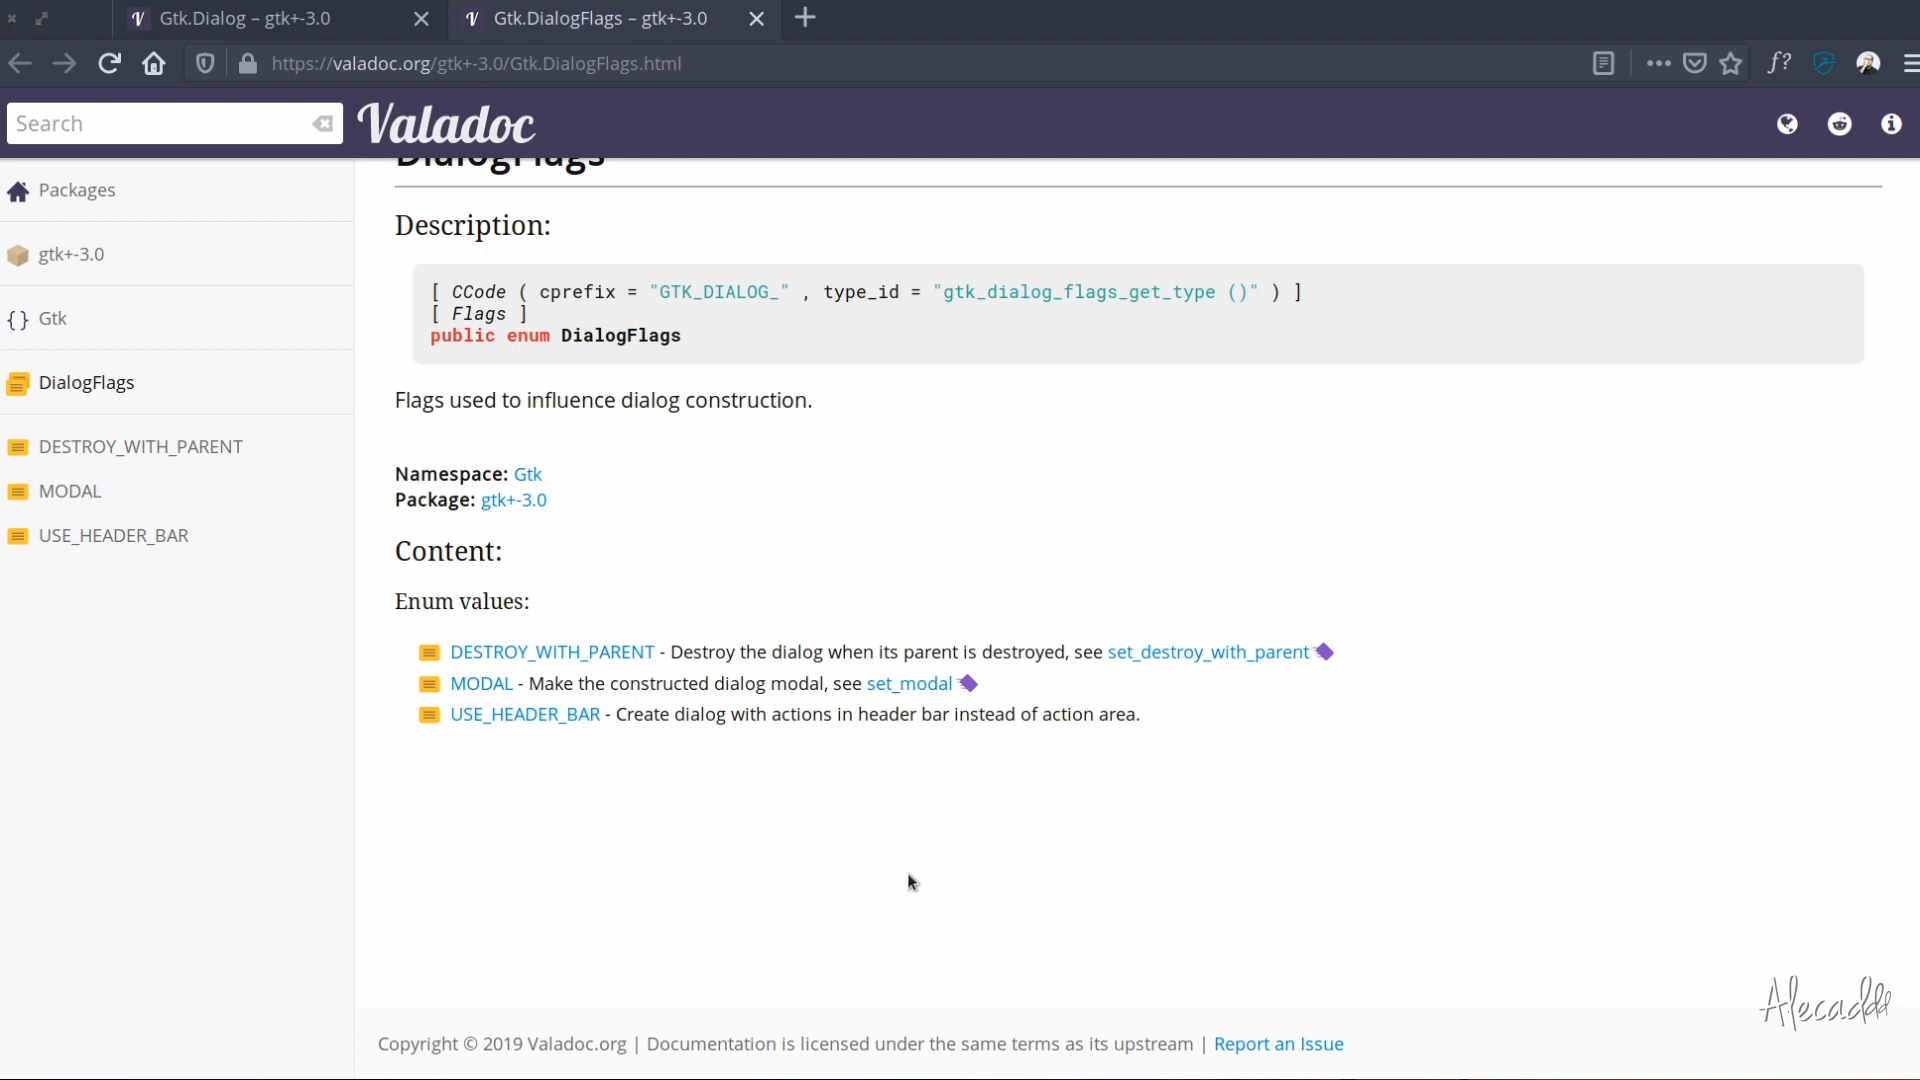 Gtk.Dialog – gtk+-3.0
Gtk.DialogFlags – gtk+-3.0
https://valadoc.org/gtk+-3.0/Gtk.DialogFlags.html
f?
Search
Valadoc
DialogFlags
Packages
gtk+-3.0
{} Gtk
DialogFlags
DESTROY_WITH_PARENT
MODAL
USE_HEADER_BAR
Description:
[ CCode ( cprefix = "GTK_DIALOG_" , type_id = "gtk_dialog_flags_get_type ()" ) ]
[ Flags ]
public enum DialogFlags
Flags used to influence dialog construction.
Namespace: Gtk
Package: gtk+-3.0
Content:
Enum values:
DESTROY_WITH_PARENT - Destroy the dialog when its parent is destroyed, see set_destroy_with_parent
MODAL - Make the constructed dialog modal, see set_modal
USE_HEADER_BAR - Create dialog with actions in header bar instead of action area.
Alecaddd
Copyright © 2019 Valadoc.org | Documentation is licensed under the same terms as its upstream | Report an Issue